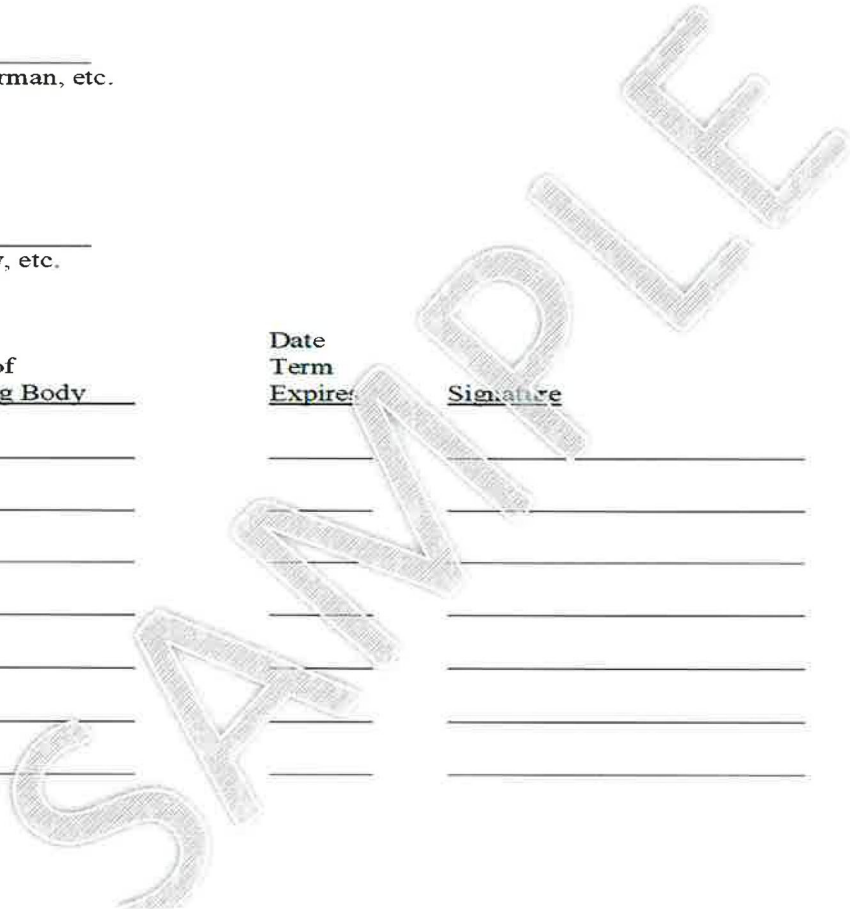 rman, etc.
, etc.
Date
of Term
g Body Expires Signature
SAMPLE